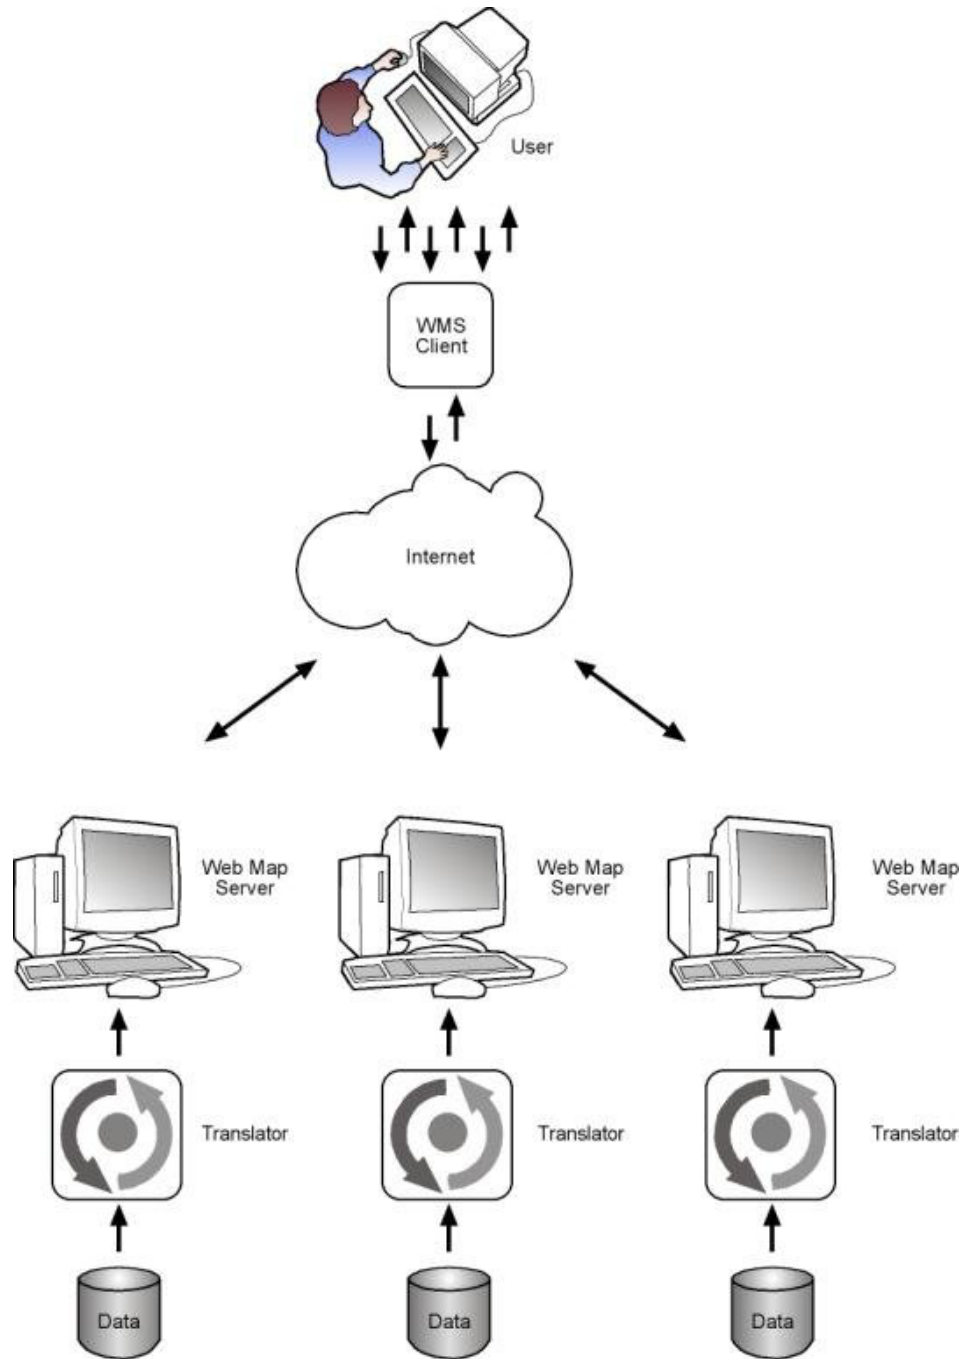 User
WMS
Client
Internet
Web Map
Server
Web Map
Server
Web Map
Server
Translator
Translator
Translator
Data
Data
Data